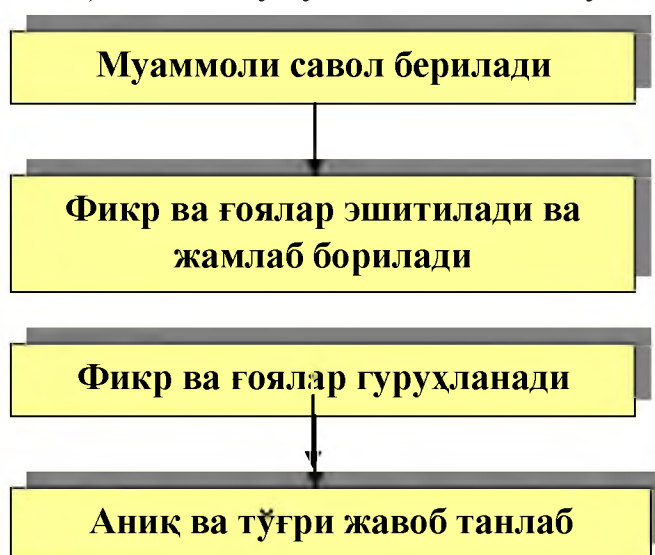 Муаммоли савол берилади
Фикр ва ғоялар эшитилади ва
жамлаб борилади
Фикр ва ғоялар гуруҳланади
Аниқ ва тўғри жавоб танлаб